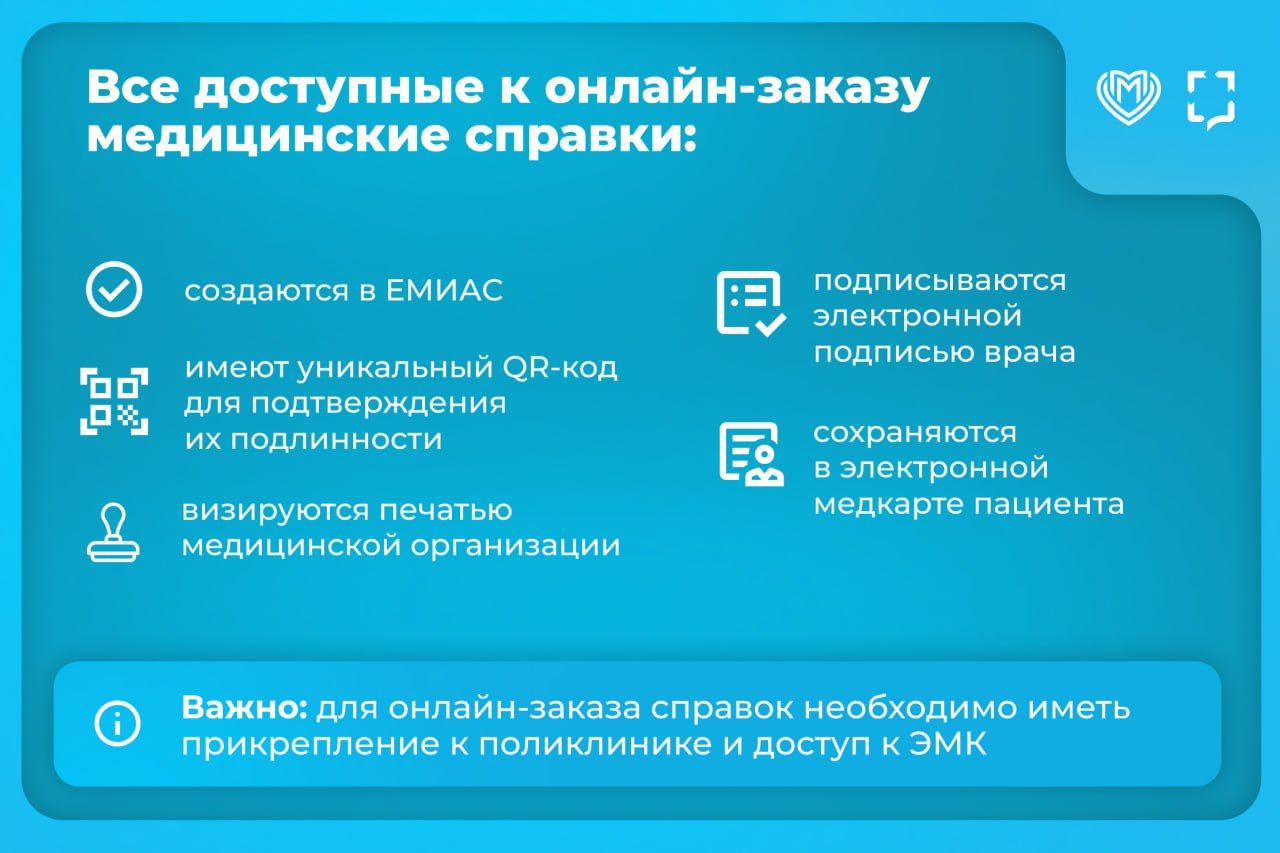 Все доступные к онлайн-заказу
медицинские справки:
создаются в ЕМИАС
имеют уникальный QR-код
для подтверждения
их подлинности
визируются печатью
медицинской организации
подписываются
электронной
подписью врача
сохраняются
в электронной
медкарте пациента
Важно: для онлайн-заказа справок необходимо иметь
прикрепление к поликлинике и доступ к ЭМК